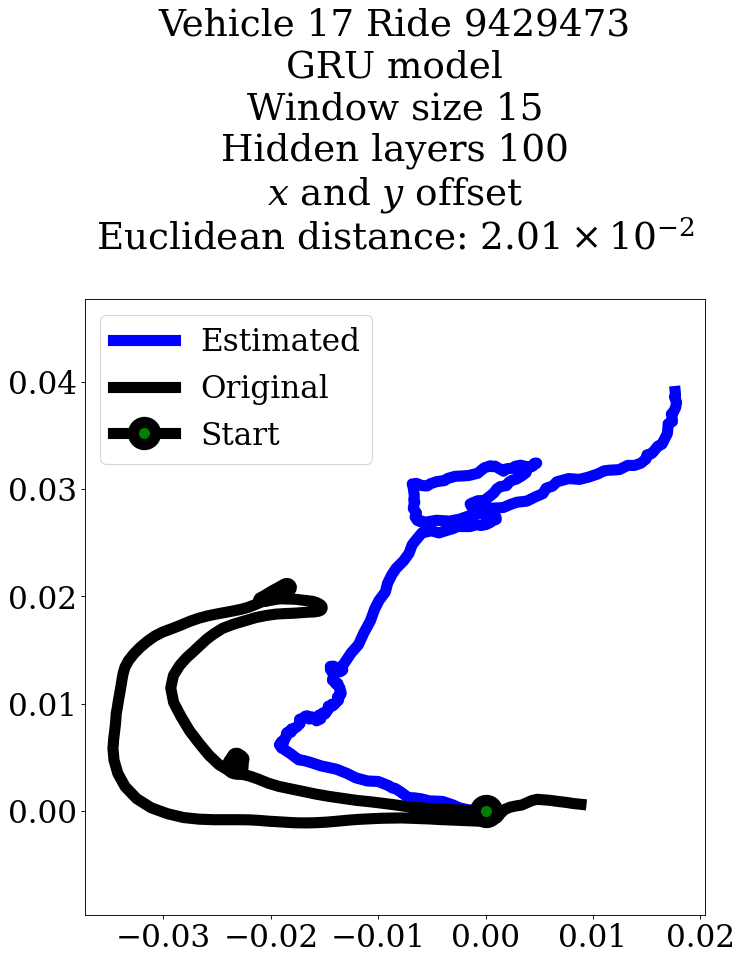 Vehicle 17 Ride 9429473
GRU model
Window size 15
Hidden layers 100
x and y offset
Euclidean distance: 2.01 × 10⁻²
Estimated
Original
Start
0.04
0.03
0.02
0.01
0.00
−0.03 −0.02 −0.01 0.00 0.01 0.02